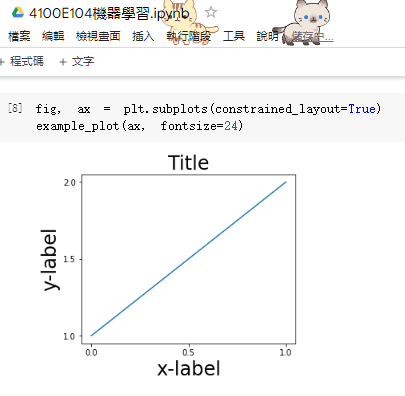 4100E104機器學習.ipynb
檔案 編輯 檢視畫面 插入 執行階段 工具 說明 儲存中...
+ 程式碼 + 文字
[8] fig, ax = plt.subplots(constrained_layout=True)
example_plot(ax, fontsize=24)
Title
2.0
1.5
y-label
1.0
0.0 0.5 1.0
x-label